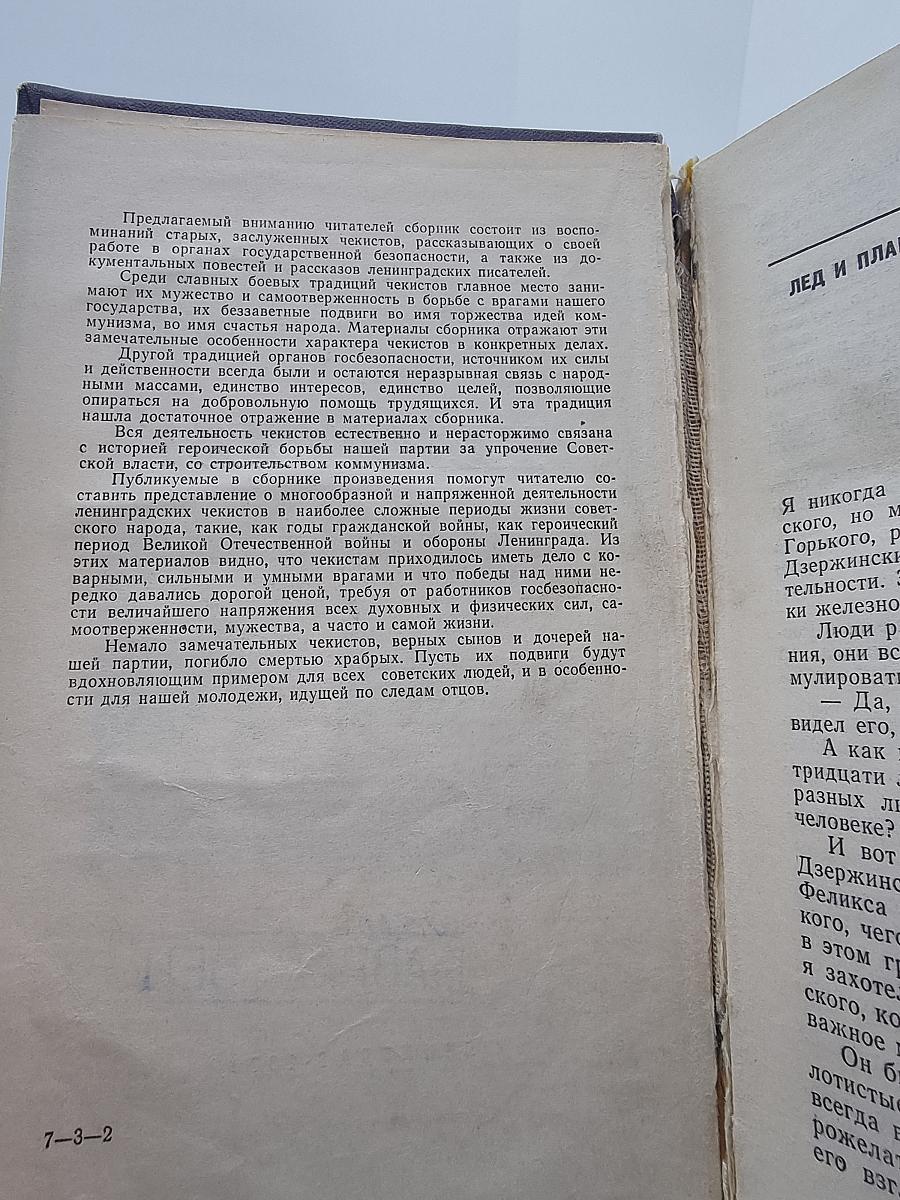 Предлагаемый вниманию читателей сборник состоит из воспо-
минаний старых, заслуженных чекистов, рассказывающих о своей
работе в органах государственной безопасности, а также из до-
кументальных повестей и рассказов ленинградских писателей.
Среди славных боевых традиций чекистов главное место зани-
мают их мужество и самоотверженность в борьбе с врагами нашего
государства, их беззаветные подвиги во имя торжества идей ком-
мунизма, во имя счастья народа. Материалы сборника отражают эти
замечательные особенности характера чекистов в конкретных делах.
Другой традицией органов госбезопасности, источником их силы
и действенности всегда были и остаются неразрывная связь с народ-
ными массами, единство интересов, единство целей, позволяющие
опираться на добровольную помощь трудящихся. И эта традиция
нашла достаточное отражение в материалах сборника.
Вся деятельность чекистов естественно и нерасторжимо связана
с историей героической борьбы нашей партии за упрочение Совет-
ской власти, со строительством коммунизма.
Публикуемые в сборнике произведения помогут читателю со-
ставить представление о многообразной и напряженной деятельности
ленинградских чекистов в наиболее сложные периоды жизни совет-
ского народа, такие, как годы гражданской войны, как героический
период Великой Отечественной войны и обороны Ленинграда. Из
этих материалов видно, что чекистам приходилось иметь дело с ко-
варными, сильными и умными врагами и что победы над ними не-
редко давались дорогой ценой, требуя от работников госбезопасно-
сти величайшего напряжения всех духовных и физических сил, са-
моотверженности, мужества, а часто и самой жизни.
Немало замечательных чекистов, верных сынов и дочерей на-
шей партии, погибло смертью храбрых. Пусть их подвиги будут
вдохновляющим примером для всех советских людей, и в особенно-
сти для нашей молодежи, идущей по следам отцов.
7—3—2
ЛЕД И ПЛА
Я никогда
ского, но м
Горького, р
Дзержински
тельности. З
ки железно
Люди р
ния, они вс
мулировать
— Да,
видел его,
А как
тридцати
разных лю
человеке?
И вот
Дзержинс
Феликса
кого, чего
в этом гр
я захотел
ского, ко
важное
Он б
лотистые
всегда в
рожелат
его взг